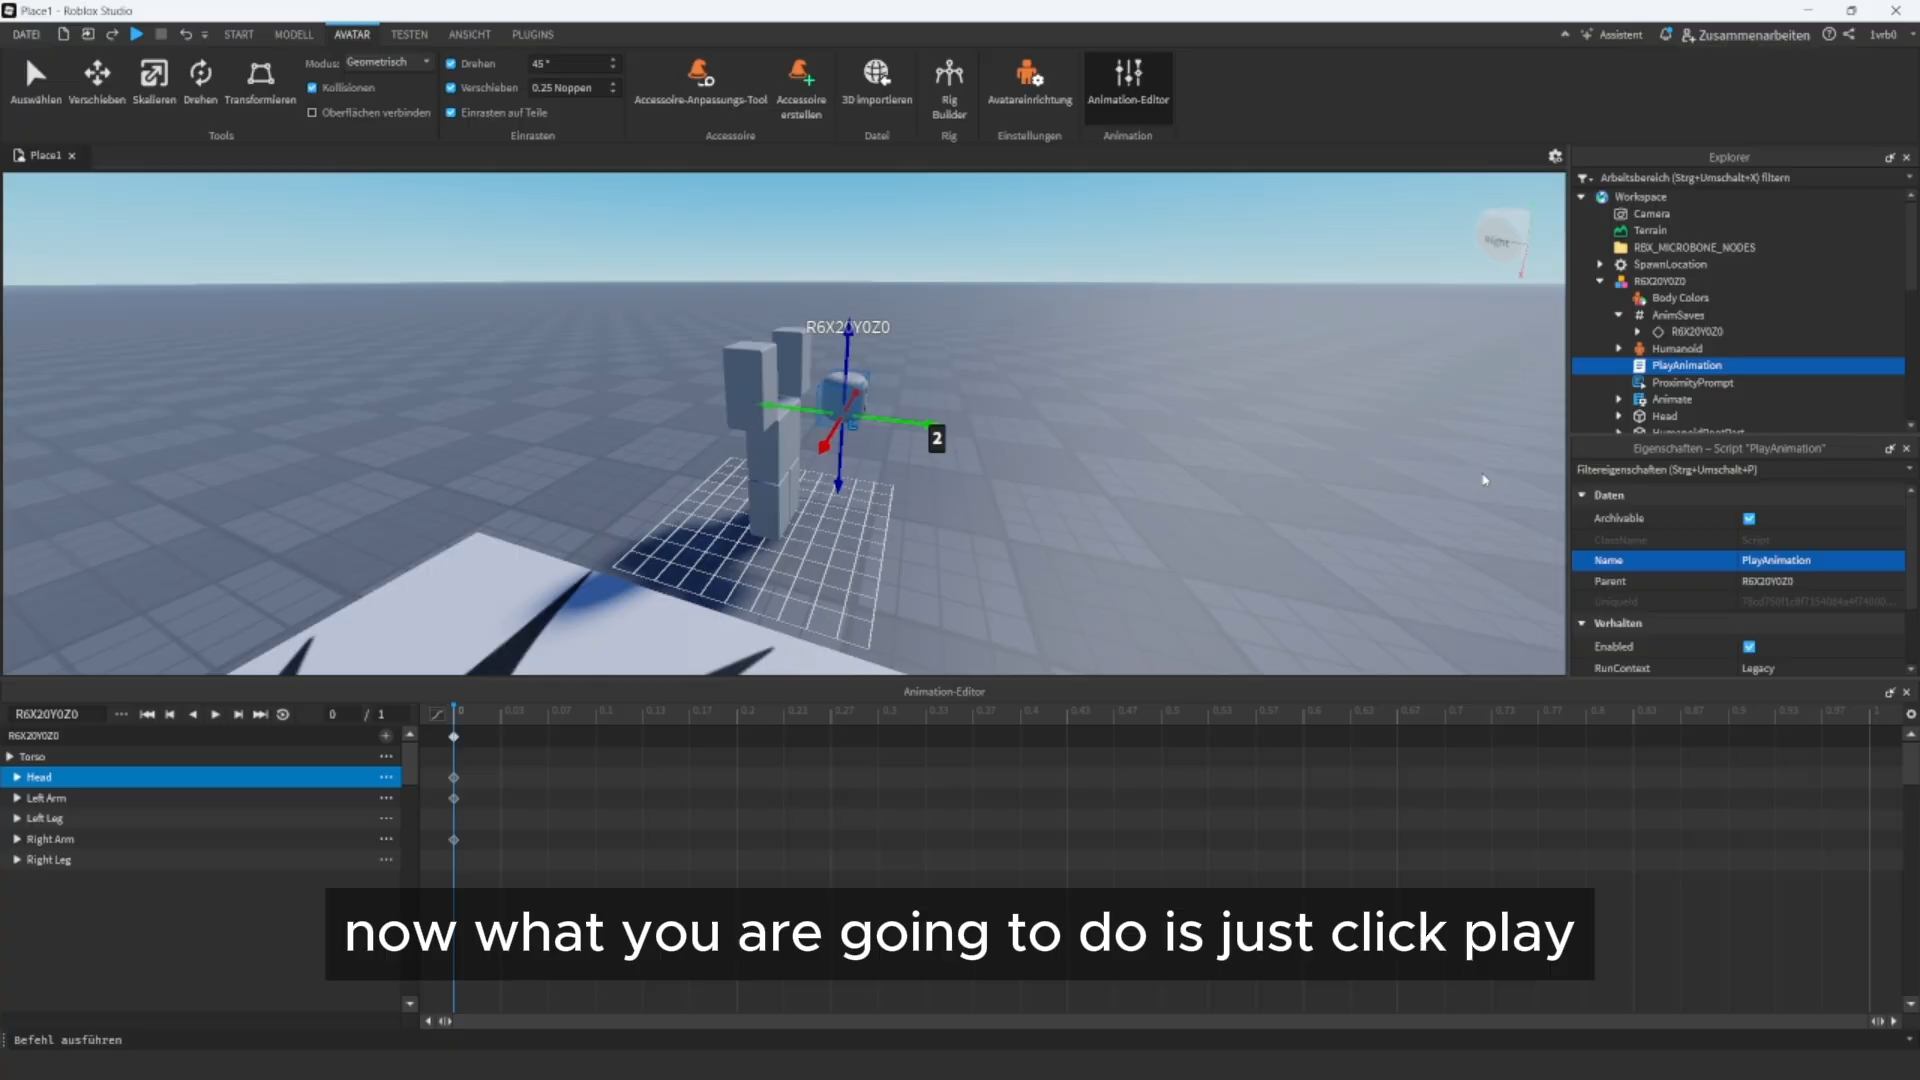 Place1 - Roblox Studio
DATEI START MODELL AVATAR TESTEN ANSICHT PLUGINS Assistent Zusammenarbeiten 1vrb0
Auswählen Verschieben Skalieren Drehen Transformieren
Modus: Geometrisch
Kollisionen
Oberflächen verbinden
Drehen 45°
Verschieben 0.25 Noppen
Einrasten auf Teile
Accessoire-Anpassungs-Tool
Accessoire erstellen
3D importieren
Rig Builder
Avatareinrichtung
Animation-Editor
Tools Einrasten Accessoire Datei Rig Einstellungen Animation
Place1
R6X20Y0Z0
2
Right
Explorer
Arbeitsbereich (Strg+Umschalt+X) filtern
Workspace
Camera
Terrain
RBX_MICROBONE_NODES
SpawnLocation
R6X20Y0Z0
Body Colors
AnimSaves
R6X20Y0Z0
Humanoid
PlayAnimation
ProximityPrompt
Animate
Head
HumanoidRootPart
Eigenschaften – Script "PlayAnimation"
Filtereigenschaften (Strg+Umschalt+P)
Daten
Archivable
ClassName Script
Name PlayAnimation
Parent R6X20Y0Z0
UniqueId
Verhalten
Enabled
RunContext Legacy
Animation-Editor
R6X20Y0Z0 0 / 1
0 0.03 0.07 0.1 0.13 0.17 0.2 0.23 0.27 0.3 0.33 0.37 0.4 0.43 0.47 0.5 0.53 0.57 0.6 0.63 0.67 0.7 0.73 0.77 0.8 0.83 0.87 0.9 0.93 0.97 1
R6X20Y0Z0
Torso
Head
Left Arm
Left Leg
Right Arm
Right Leg
now what you are going to do is just click play
Befehl ausführen